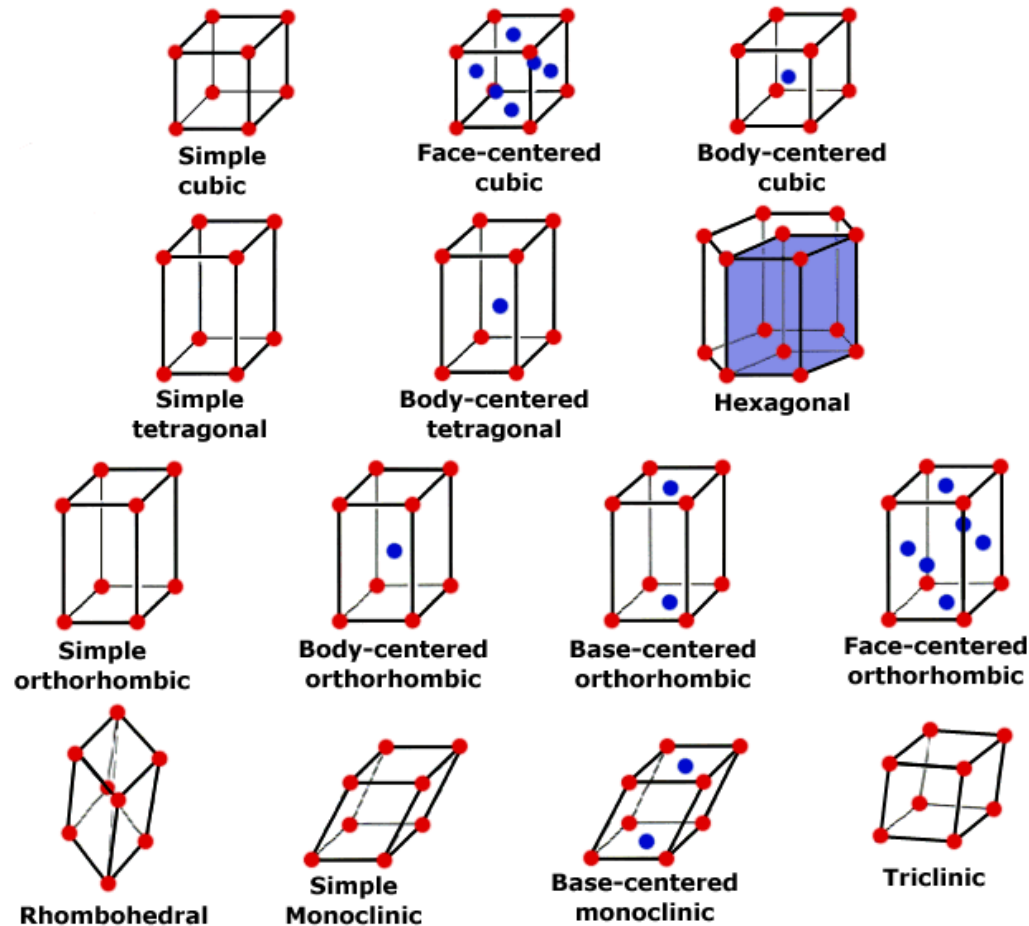 Simple
cubic
Face-centered
cubic
Body-centered
cubic
Simple
tetragonal
Body-centered
tetragonal
Hexagonal
Simple
orthorhombic
Body-centered
orthorhombic
Base-centered
orthorhombic
Face-centered
orthorhombic
Rhombohedral
Simple
Monoclinic
Base-centered
monoclinic
Triclinic